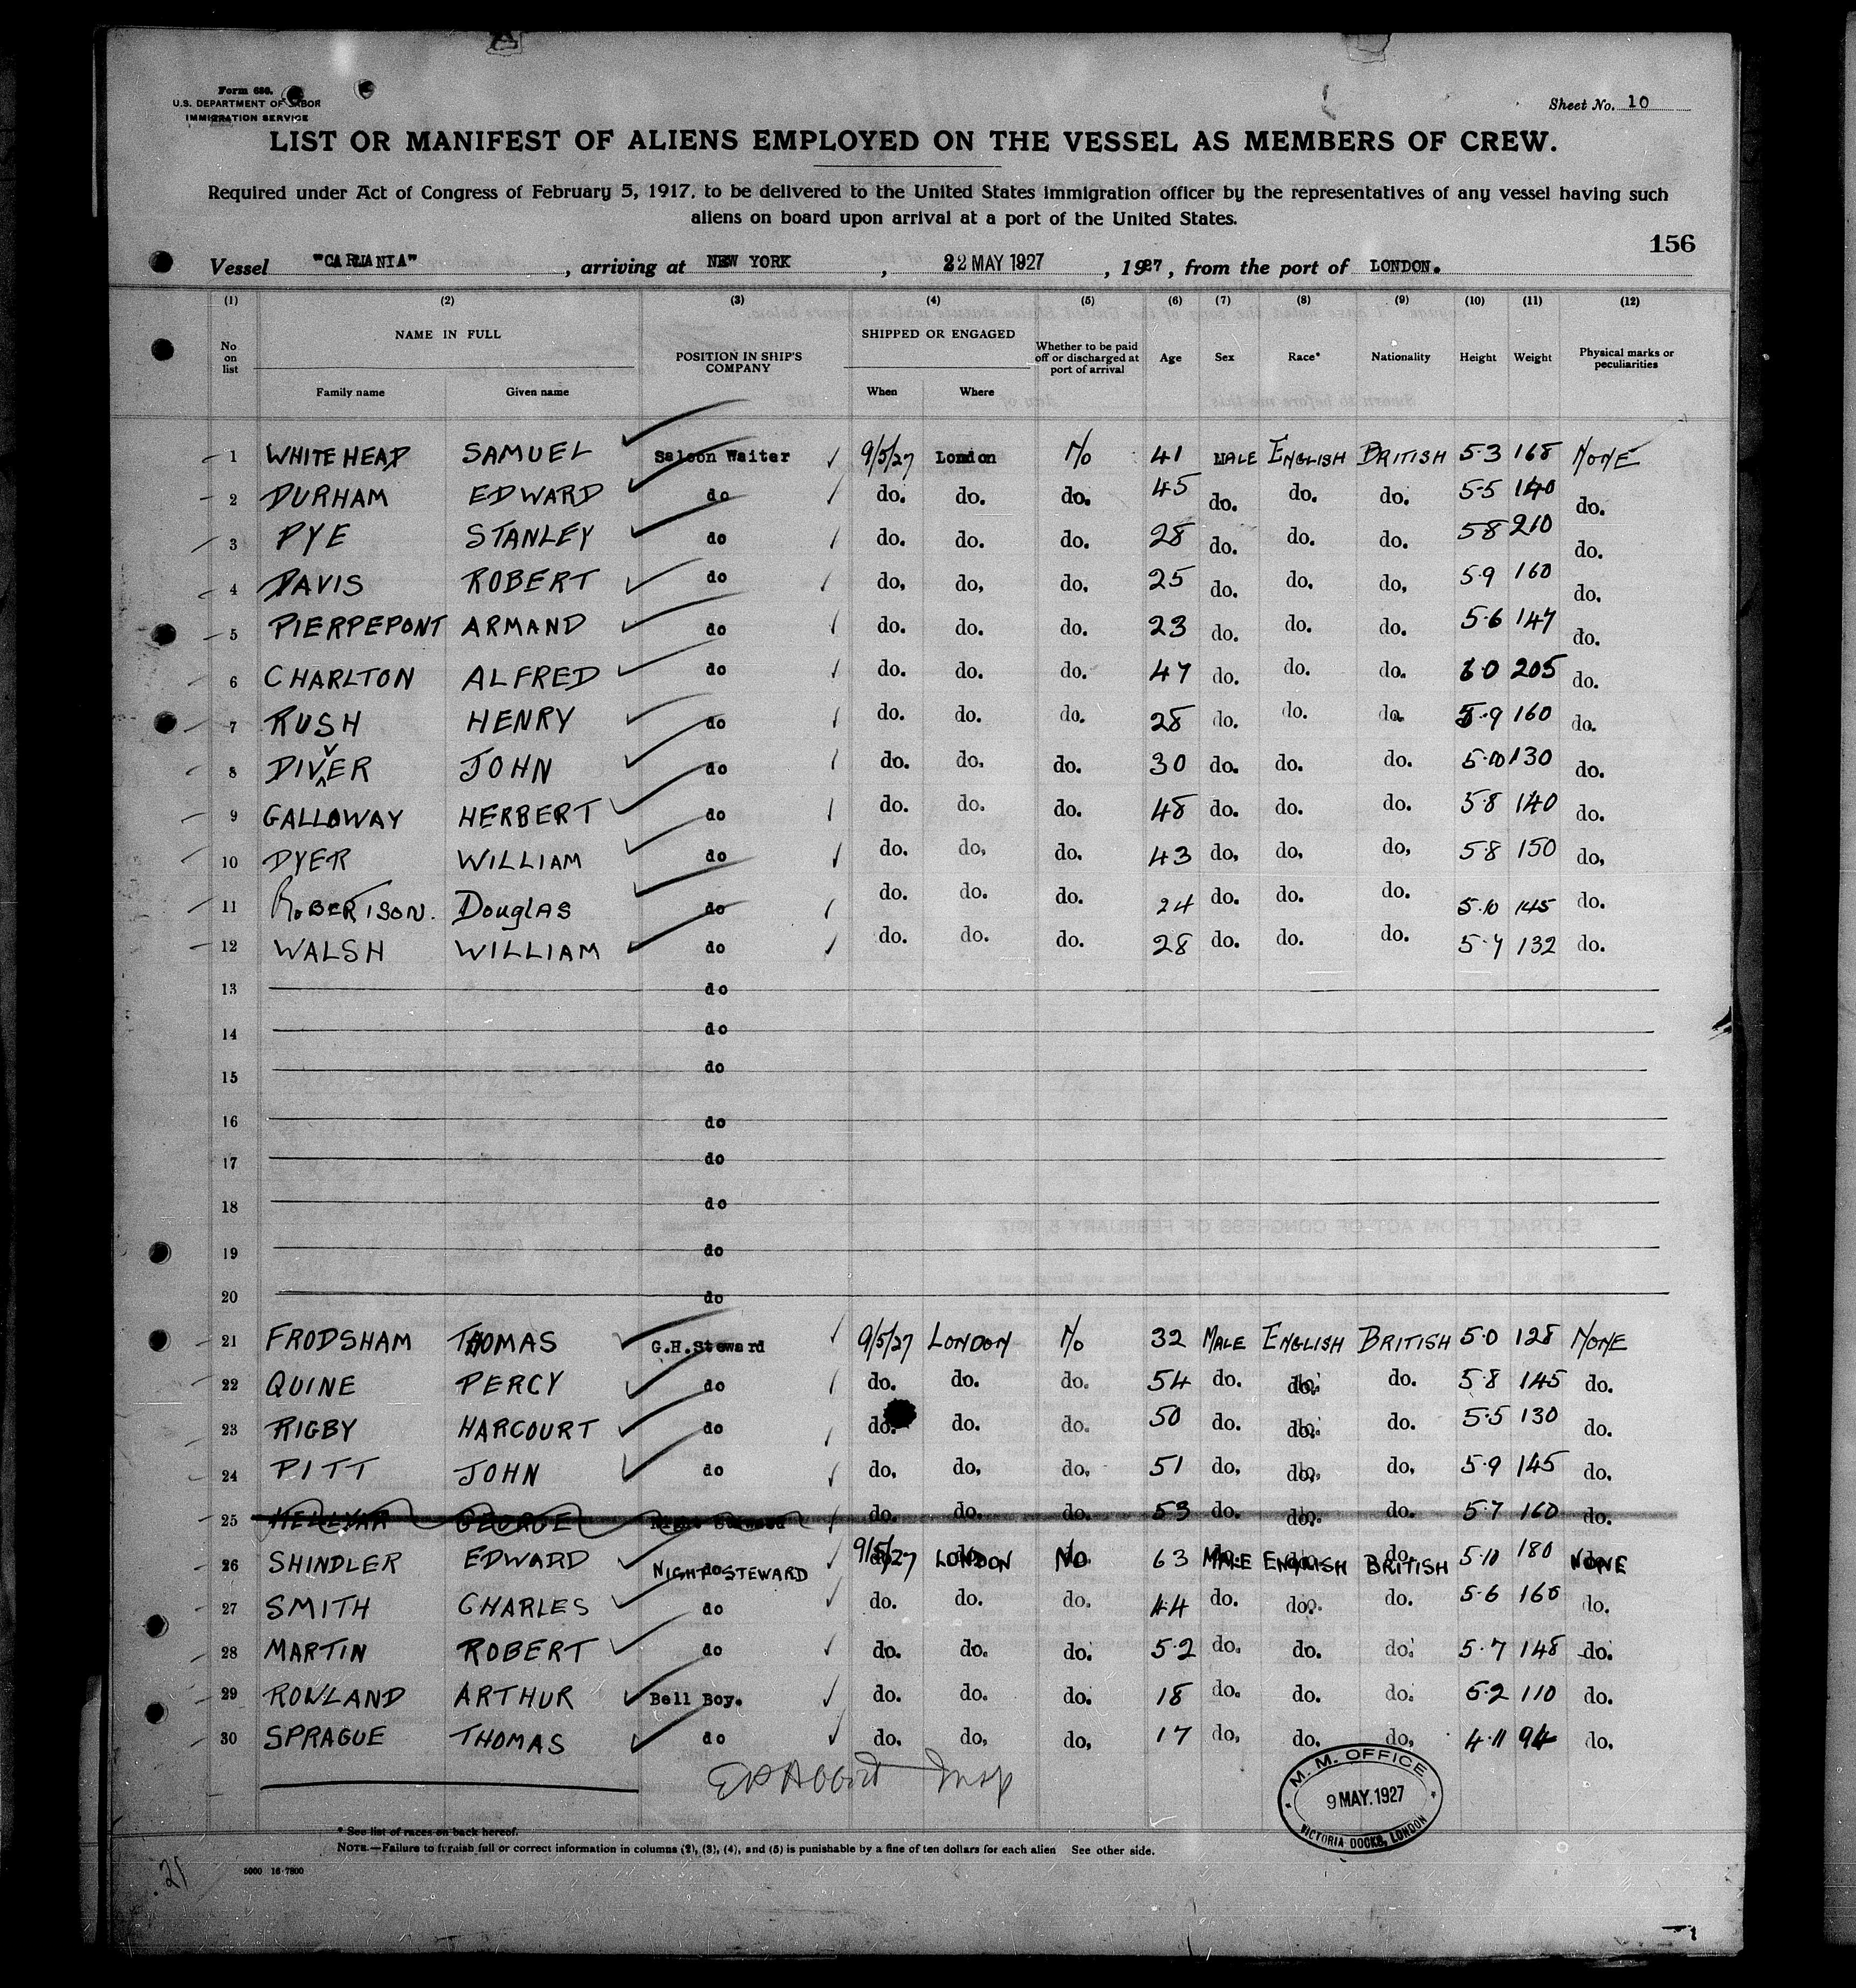 Form 680.
U.S. DEPARTMENT OF LABOR
IMMIGRATION SERVICE
Sheet No. 10
LIST OR MANIFEST OF ALIENS EMPLOYED ON THE VESSEL AS MEMBERS OF CREW.
Required under Act of Congress of February 5, 1917, to be delivered to the United States immigration officer by the representatives of any vessel having such
aliens on board upon arrival at a port of the United States.
156
Vessel "CARMANIA", arriving at NEW YORK, 22 MAY 1927, 1927, from the port of LONDON.
(1) (2) (3) (4) (5) (6) (7) (8) (9) (10) (11) (12)
No on list NAME IN FULL Family name Given name POSITION IN SHIP'S COMPANY SHIPPED OR ENGAGED When Where Whether to be paid off or discharged at port of arrival Age Sex Race* Nationality Height Weight Physical marks or peculiarities
1 WHITEHEAD SAMUEL Saloon Waiter 9/5/27 London No 41 MALE ENGLISH BRITISH 5·3 168 NONE
2 DURHAM EDWARD do do. do. do. 45 do. do. do. 5·5 140 do.
3 PYE STANLEY do do. do. do. 28 do. do. do. 5·8 210 do.
4 DAVIS ROBERT do do, do, do. 25 do. do. do, 5·9 160 do.
5 PIERPEPONT ARMAND do do. do. do. 23 do. do. do. 5·6 147 do.
6 CHARLTON ALFRED do do. do. do. 47 do. do. do. 6·0 205 do.
7 RUSH HENRY do do. do. do. 28 do. do. do. 5·9 160 do.
8 DIVER JOHN do do. do. do. 30 do. do. do. 5·10 130 do.
9 GALLOWAY HERBERT do do. do. do. 48 do. do. do. 5·8 140 do.
10 DYER WILLIAM do do. do, do. 43 do, do, do, 5·8 150 do,
11 ROBERTSON. Douglas do do. do. do. 24 do. do. do. 5·10 145 do.
12 WALSH WILLIAM do do. do. do. 28 do. do. do. 5·7 132 do.
13 do
14 do
15 do
16 do
17 do
18 do
19 do
20 do
21 FRODSHAM THOMAS G.H.Steward 9/5/27 LONDON No 32 MALE ENGLISH BRITISH 5·0 128 NONE
22 QUINE PERCY do do. do. do. 54 do. do. do. 5·8 145 do.
23 RIGBY HARCOURT do do. do. do. 50 do. do. do. 5·5 130 do.
24 PITT JOHN do do, do, do, 51 do, do, do, 5·9 145 do.
25 HELLYAR GEORGE Night Steward do. do. do. 53 do. do. do. 5·7 160 do.
26 SHINDLER EDWARD do NIGHT STEWARD 9/5/27 LONDON NO 63 MALE ENGLISH BRITISH 5·10 180 NONE
27 SMITH CHARLES do do. do. do. 44 do. do. do. 5·6 160 do.
28 MARTIN ROBERT do do. do. do. 52 do. do. do. 5·7 148 do.
29 ROWLAND ARTHUR Bell Boy. do. do. do. 18 do. do. do. 5·2 110 do.
30 SPRAGUE THOMAS do do. do, do, 17 do, do. do, 4·11 94 do.
Insp
M. M. OFFICE
9 MAY. 1927
VICTORIA DOCKS, LONDON
* See list of races on back hereof.
NOTE.—Failure to furnish full or correct information in columns (2), (3), (4), and (5) is punishable by a fine of ten dollars for each alien See other side.
21
5000 16-7800